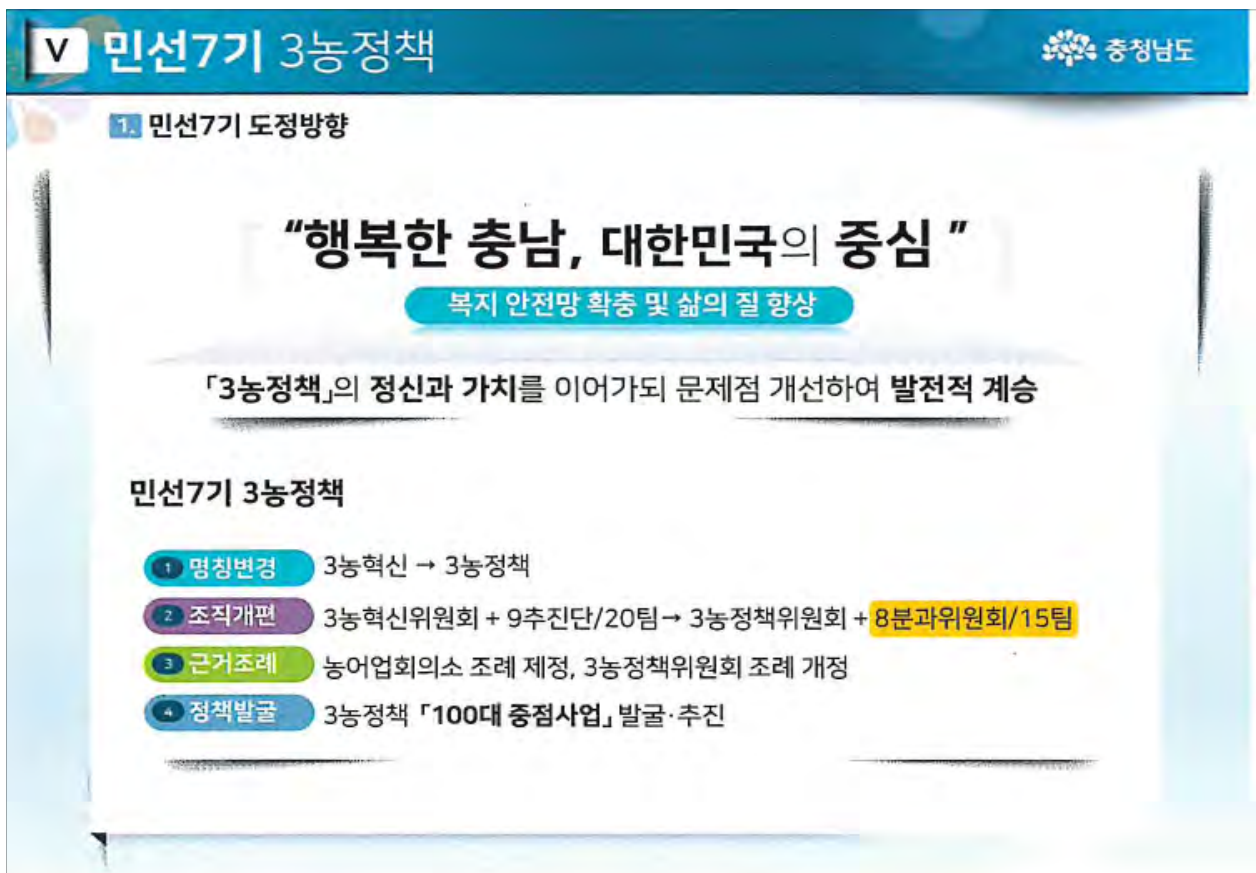 V 민선7기 3농정책
충청남도
1. 민선7기 도정방향
“행복한 충남, 대한민국의 중심 ”
복지 안전망 확충 및 삶의 질 향상
「3농정책」의 정신과 가치를 이어가되 문제점 개선하여 발전적 계승
민선7기 3농정책
1 명칭변경 3농혁신 → 3농정책
2 조직개편 3농혁신위원회 + 9추진단/20팀→ 3농정책위원회 + 8분과위원회/15팀
3 근거조례 농어업회의소 조례 제정, 3농정책위원회 조례 개정
4 정책발굴 3농정책 「100대 중점사업」 발굴·추진